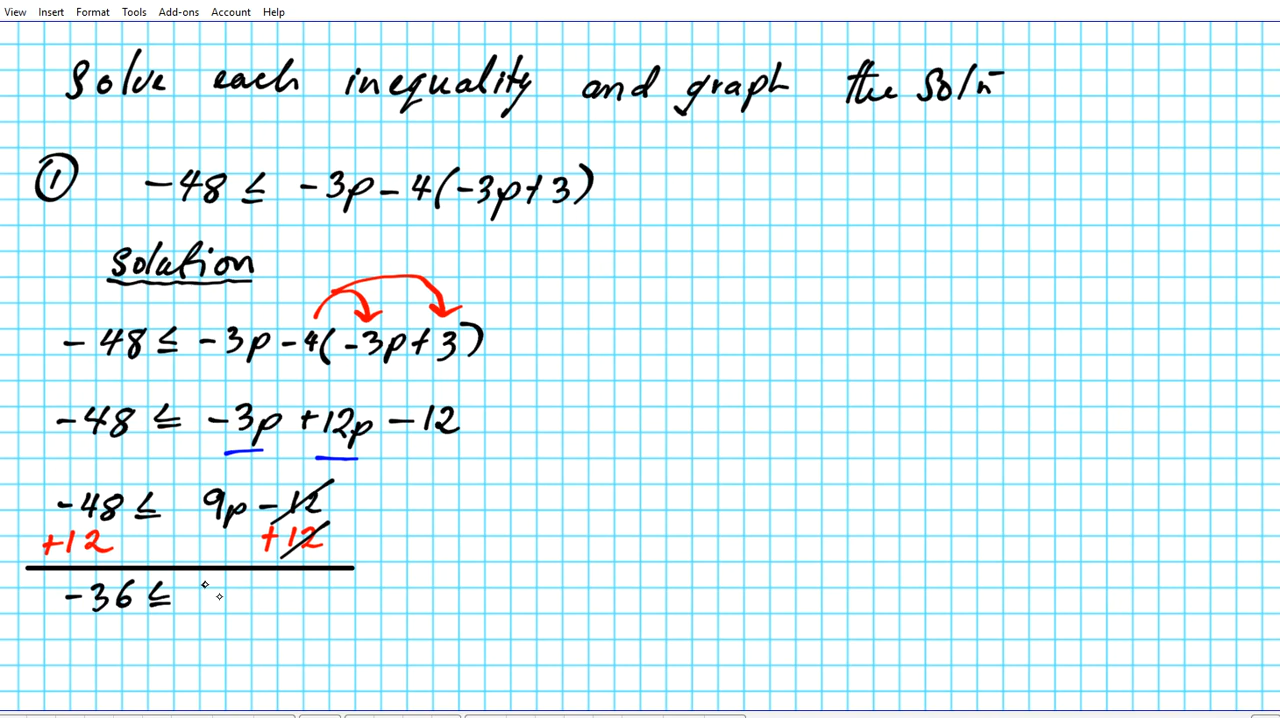 View Insert Format Tools Add-ons Account Help
Solve each inequality and graph the Sol/n
① -48 ≤ -3p - 4(-3p + 3)
Solution
-48 ≤ -3p - 4(-3p + 3)
-48 ≤ -3p + 12p - 12
-48 ≤ 9p - 12
+12 +12
-36 ≤